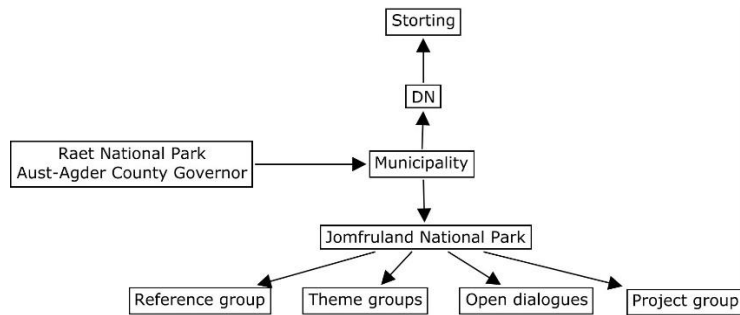 Storting
DN
Raet National Park
Aust-Agder County Governor
Municipality
Jomfruland National Park
Reference group
Theme groups
Open dialogues
Project group